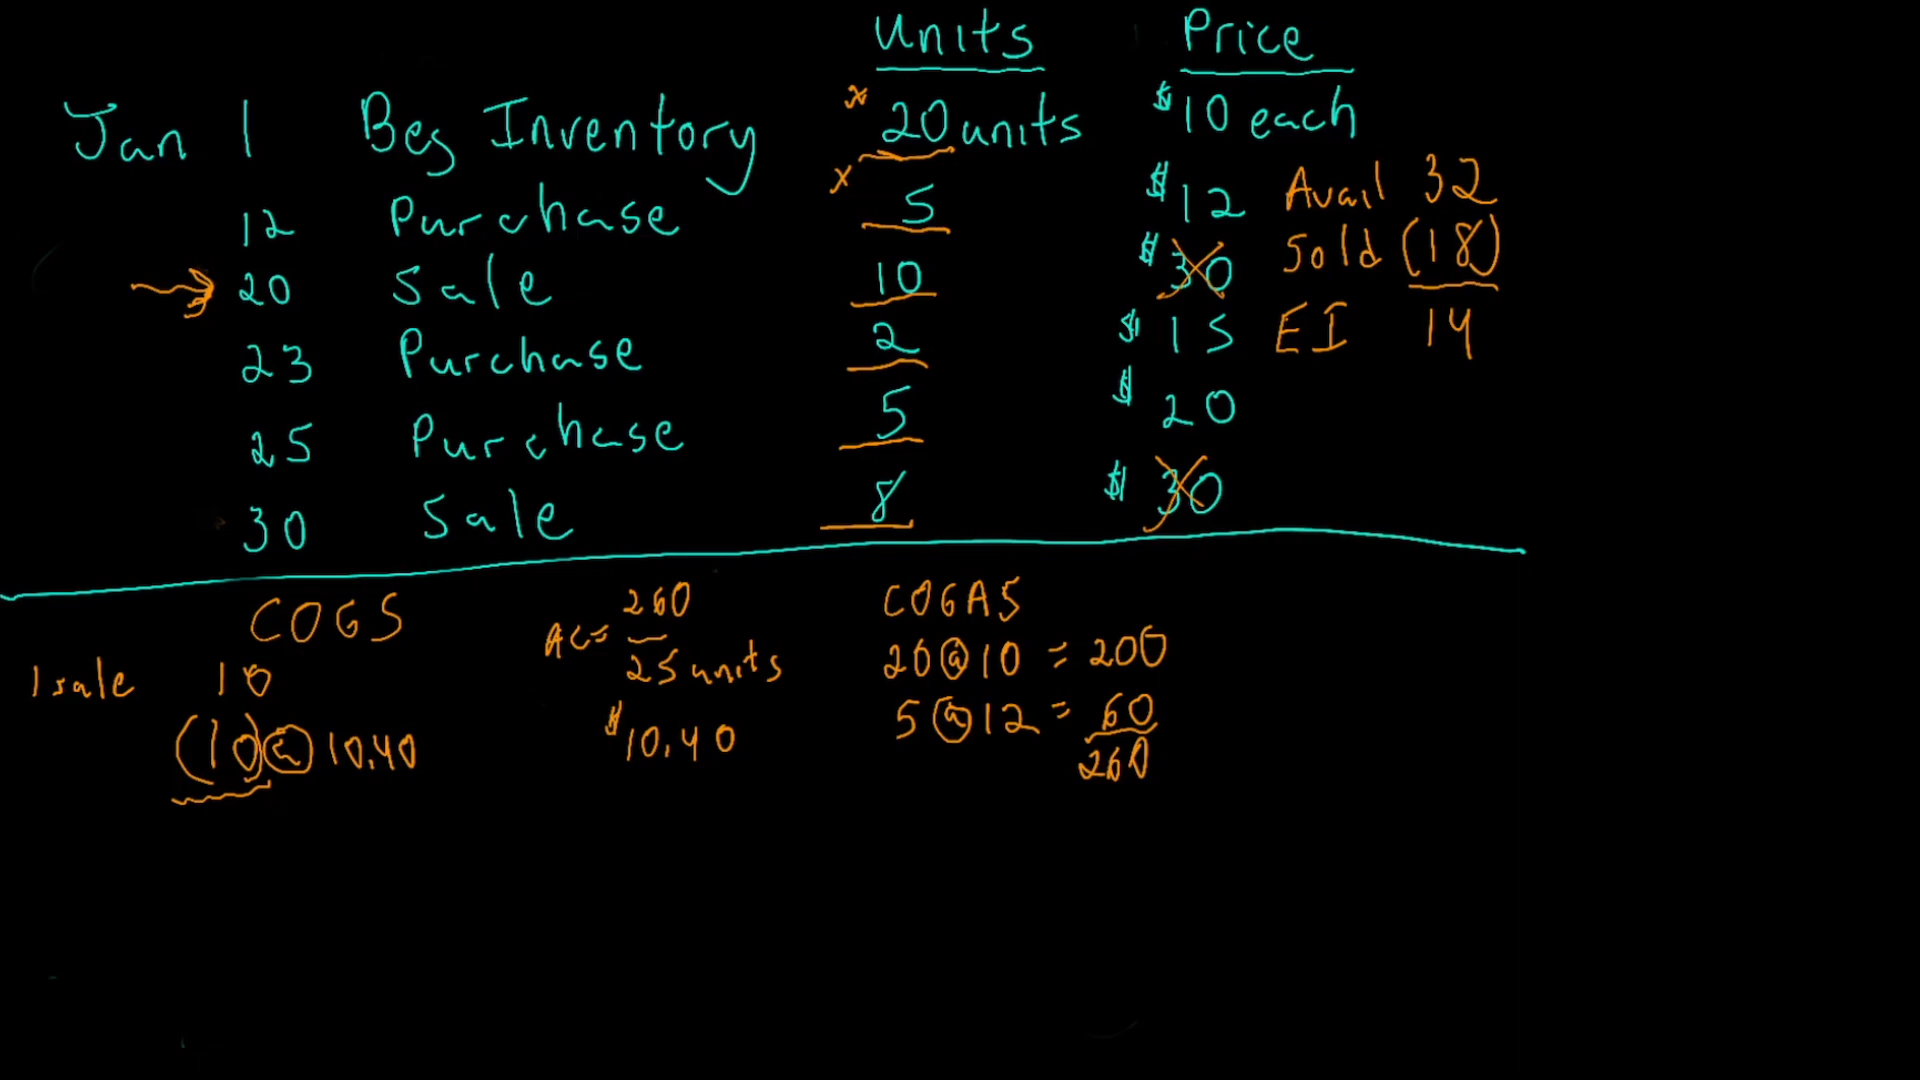 Units Price
Jan 1 Beg Inventory x 20 units $10 each
12 Purchase x 5 $12 Avail 32
→ 20 Sale 10 $30 Sold (18)
23 Purchase 2 $15 EI 14
25 Purchase 5 $20
30 Sale 8 $30
COGS AC= 260 COGAS
1 sale 10 25 units 20@10 = 200
(10)@10.40 $10.40 5@12 = 60
260